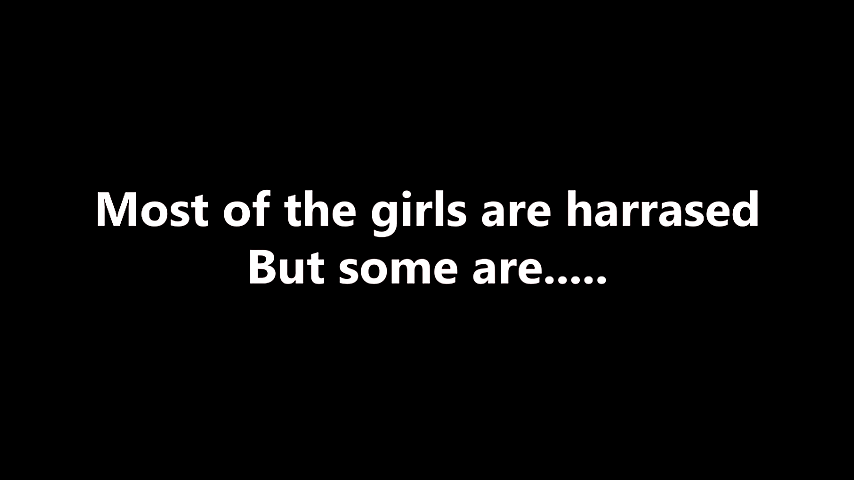 Most of the girls are harrased
But some are.....